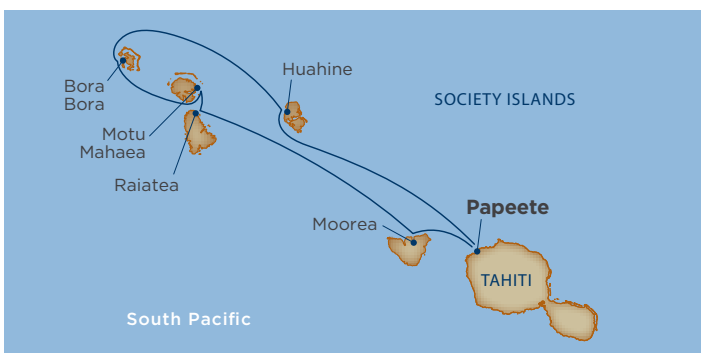 Huahine
Bora
Bora
SOCIETY ISLANDS
Motu
Mahaea
Raiatea
Papeete
Moorea
TAHITI
South Pacific